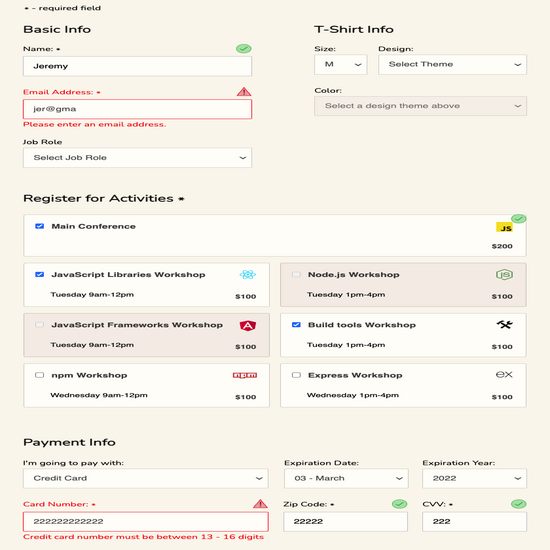 * - required field
Basic Info
T-Shirt Info
Name: *
Size:
Design:
Jeremy
M
Select Theme
Email Address: *
Color:
jer@gma
Select a design theme above
Please enter an email address.
Job Role
Select Job Role
Register for Activities *
Main Conference
JS
$200
JavaScript Libraries Workshop
Tuesday 9am-12pm
$100
Node.js Workshop
JS
Tuesday 1pm-4pm
$100
JavaScript Frameworks Workshop
A
Tuesday 9am-12pm
$100
Build tools Workshop
Tuesday 1pm-4pm
$100
npm Workshop
npm
Wednesday 9am-12pm
$100
Express Workshop
ex
Wednesday 1pm-4pm
$100
Payment Info
I'm going to pay with:
Expiration Date:
Expiration Year:
Credit Card
03 - March
2022
Card Number: *
Zip Code: *
CVV: *
222222222222
22222
222
Credit card number must be between 13 - 16 digits